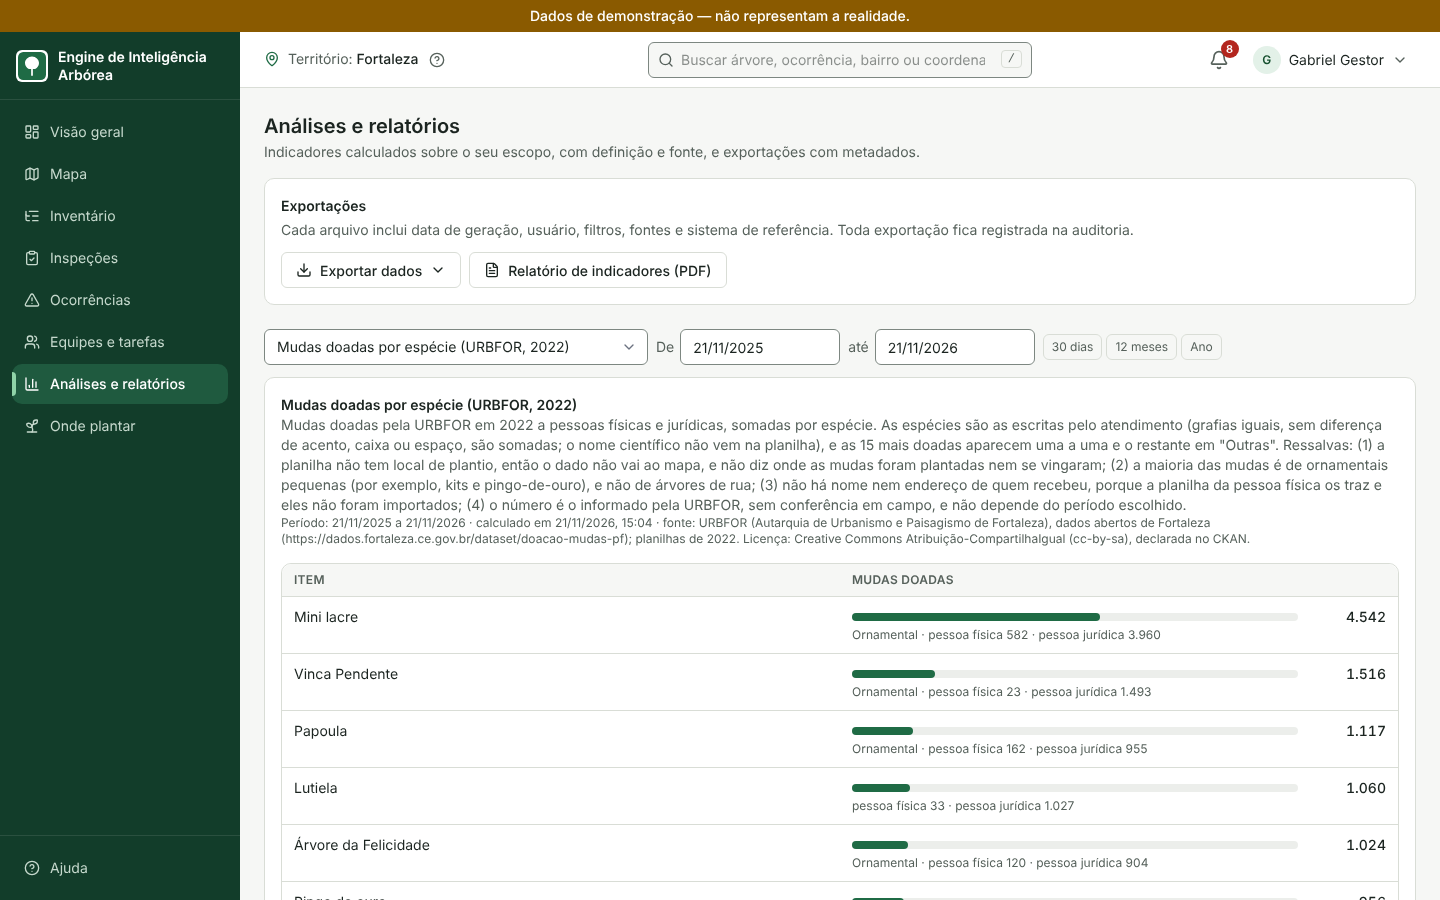 Dados de demonstração — não representam a realidade.
Engine de Inteligência
Arbórea
Território: Fortaleza
Buscar árvore, ocorrência, bairro ou coordena
/
8
G
Gabriel Gestor
Visão geral
Mapa
Inventário
Inspeções
Ocorrências
Equipes e tarefas
Análises e relatórios
Onde plantar
Ajuda
Análises e relatórios
Indicadores calculados sobre o seu escopo, com definição e fonte, e exportações com metadados.
Exportações
Cada arquivo inclui data de geração, usuário, filtros, fontes e sistema de referência. Toda exportação fica registrada na auditoria.
Exportar dados
Relatório de indicadores (PDF)
Mudas doadas por espécie (URBFOR, 2022)
De
21/11/2025
até
21/11/2026
30 dias
12 meses
Ano
Mudas doadas por espécie (URBFOR, 2022)
Mudas doadas pela URBFOR em 2022 a pessoas físicas e jurídicas, somadas por espécie. As espécies são as escritas pelo atendimento (grafias iguais, sem diferença
de acento, caixa ou espaço, são somadas; o nome científico não vem na planilha), e as 15 mais doadas aparecem uma a uma e o restante em "Outras". Ressalvas: (1) a
planilha não tem local de plantio, então o dado não vai ao mapa, e não diz onde as mudas foram plantadas nem se vingaram; (2) a maioria das mudas é de ornamentais
pequenas (por exemplo, kits e pingo-de-ouro), e não de árvores de rua; (3) não há nome nem endereço de quem recebeu, porque a planilha da pessoa física os traz e
eles não foram importados; (4) o número é o informado pela URBFOR, sem conferência em campo, e não depende do período escolhido.
Período: 21/11/2025 a 21/11/2026 · calculado em 21/11/2026, 15:04 · fonte: URBFOR (Autarquia de Urbanismo e Paisagismo de Fortaleza), dados abertos de Fortaleza
(https://dados.fortaleza.ce.gov.br/dataset/doacao-mudas-pf); planilhas de 2022. Licença: Creative Commons Atribuição-CompartilhaIgual (cc-by-sa), declarada no CKAN.
ITEM
MUDAS DOADAS
Mini lacre
4.542
Ornamental · pessoa física 582 · pessoa jurídica 3.960
Vinca Pendente
1.516
Ornamental · pessoa física 23 · pessoa jurídica 1.493
Papoula
1.117
Ornamental · pessoa física 162 · pessoa jurídica 955
Lutiela
1.060
pessoa física 33 · pessoa jurídica 1.027
Árvore da Felicidade
1.024
Ornamental · pessoa física 120 · pessoa jurídica 904